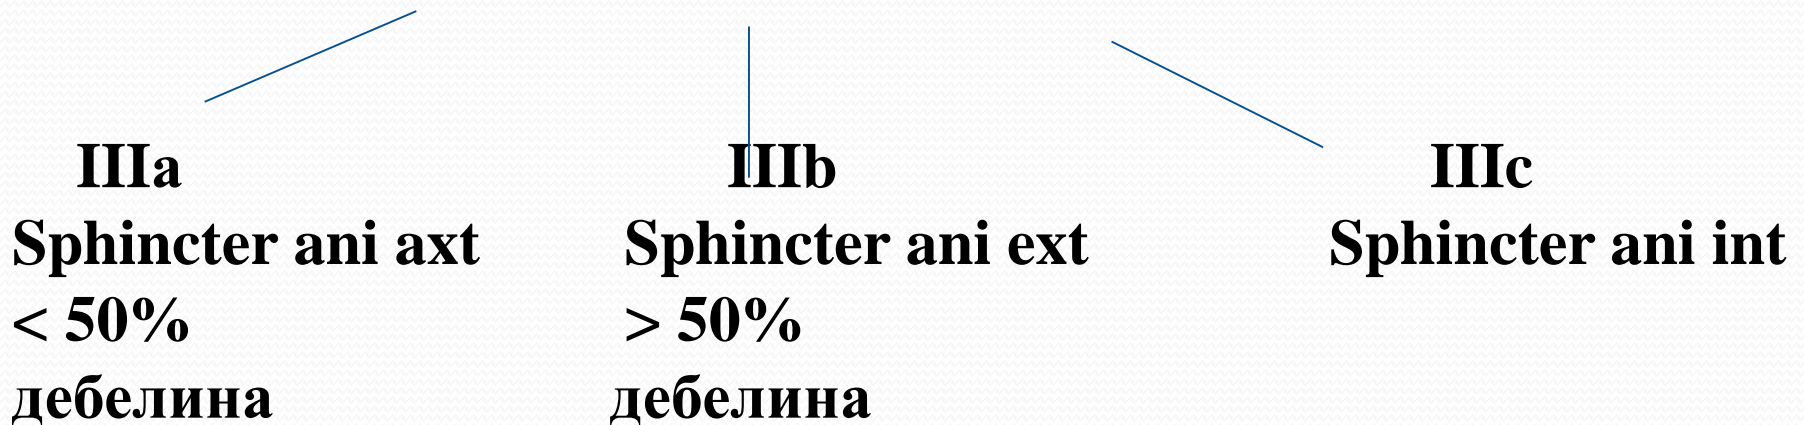 IIIa
Sphincter ani axt
< 50%
дебелина
IIIb
Sphincter ani ext
> 50%
дебелина
IIIc
Sphincter ani int